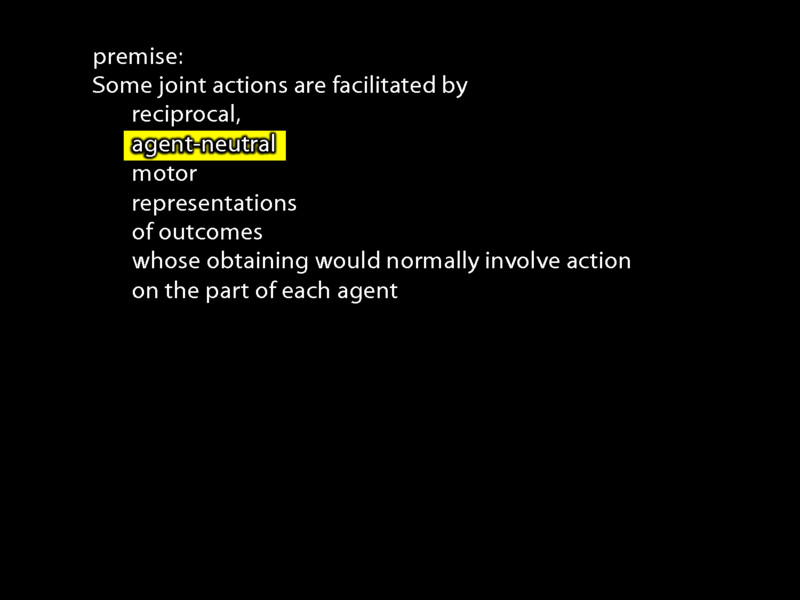 premise:
Some joint actions are facilitated by
reciprocal,
agent-neutral
motor
representations
of outcomes
whose obtaining would normally involve action
on the part of each agent